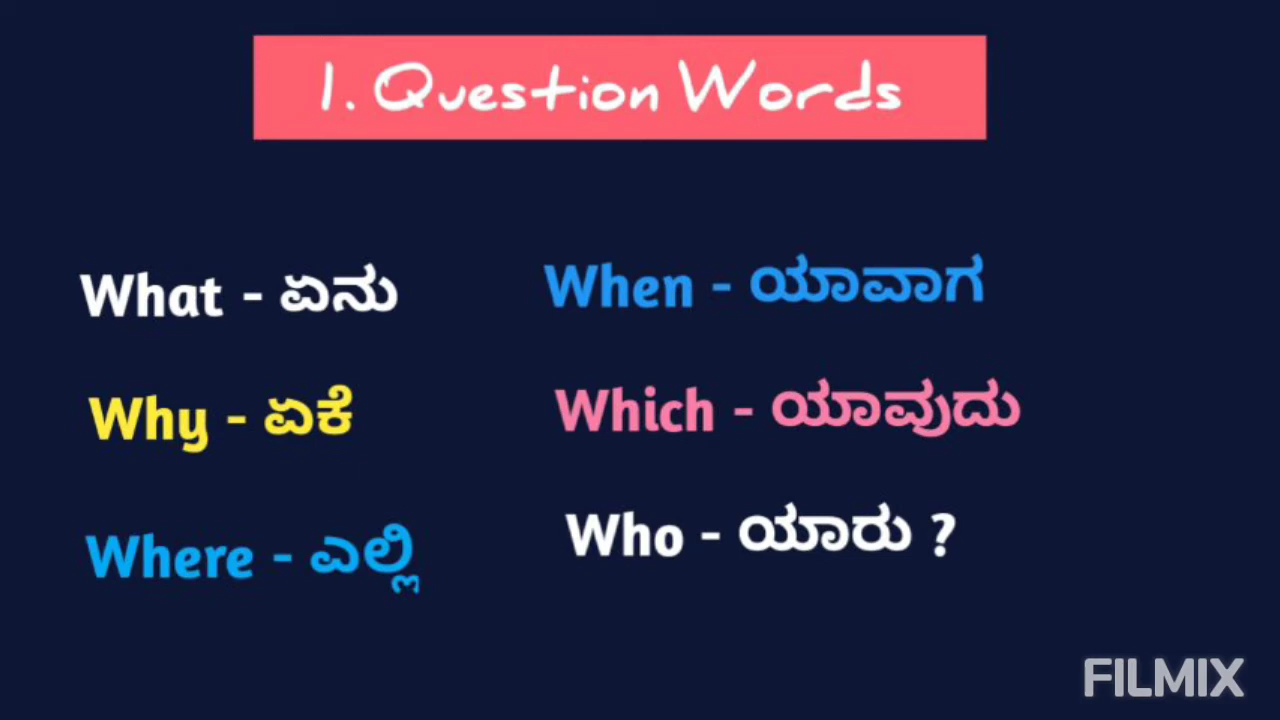 1. Question Words
What - ಏನು
Why - ಏಕೆ
Where - ಎಲ್ಲಿ
When - ಯಾವಾಗ
Which - ಯಾವುದು
Who - ಯಾರು ?
FILMIX